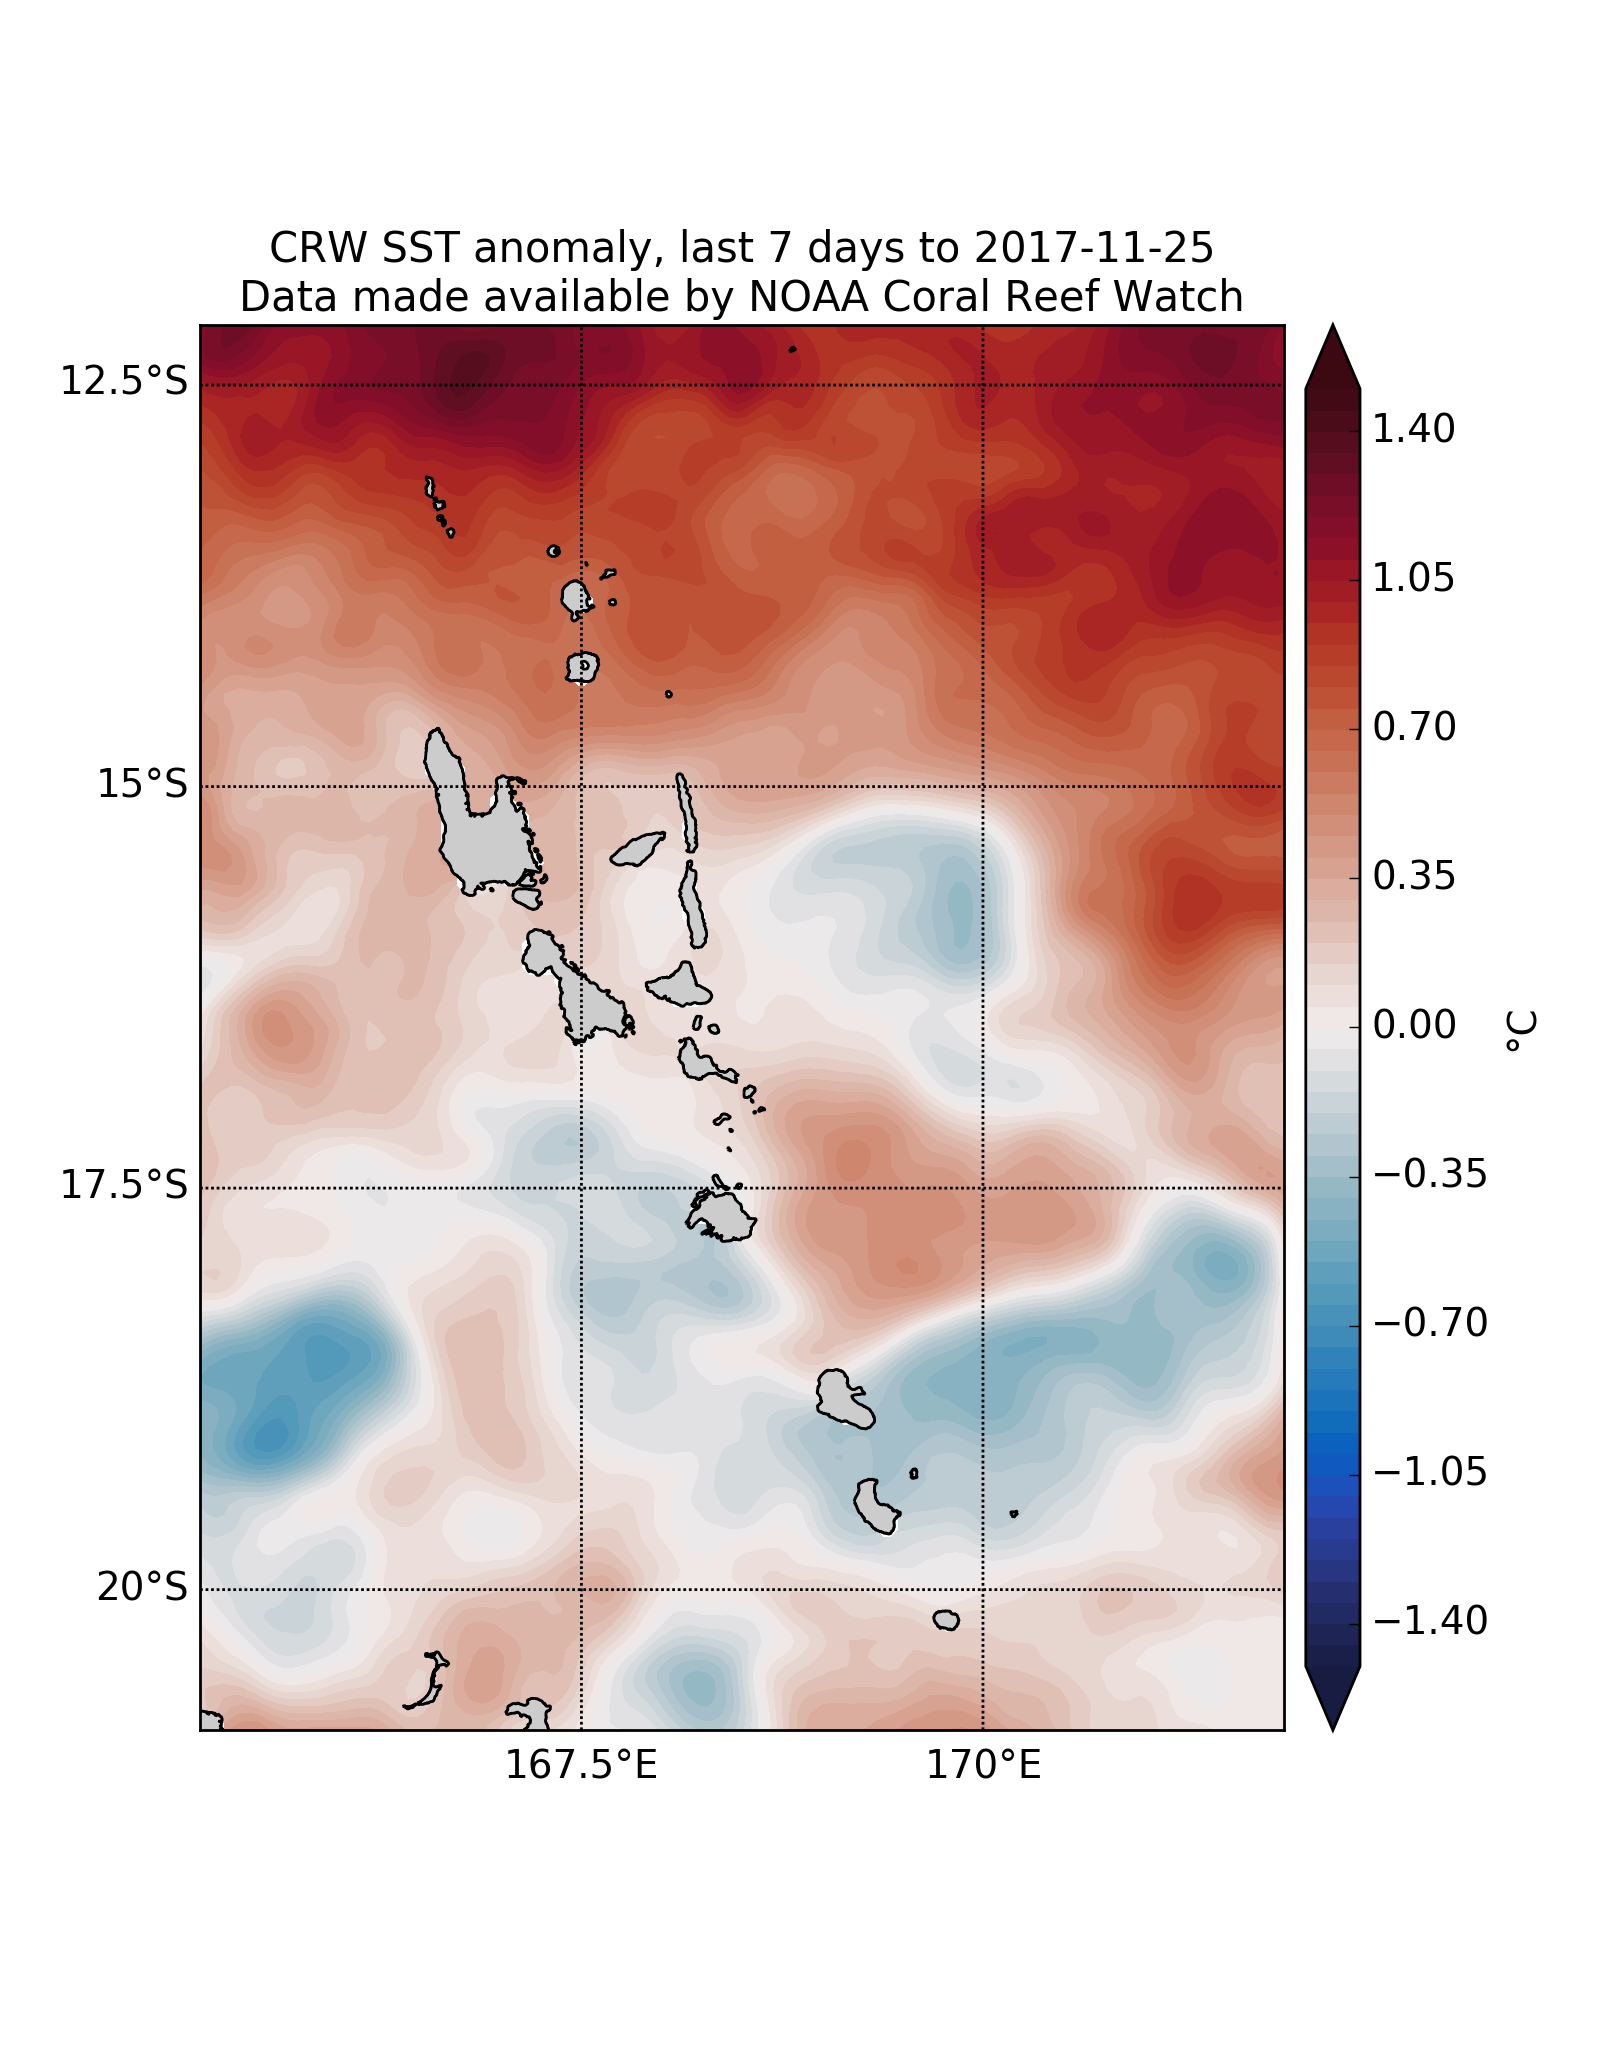 CRW SST anomaly, last 7 days to 2017-11-25
Data made available by NOAA Coral Reef Watch
12.5°S
15°S
17.5°S
20°S
167.5°E
170°E
1.40
1.05
0.70
0.35
0.00
−0.35
−0.70
−1.05
−1.40
°C